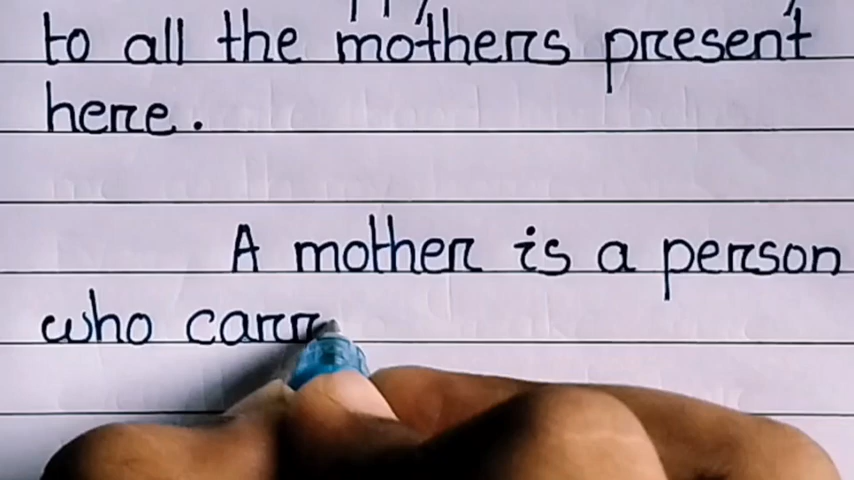 to all the mothers present
here.
A mother is a person
who carr